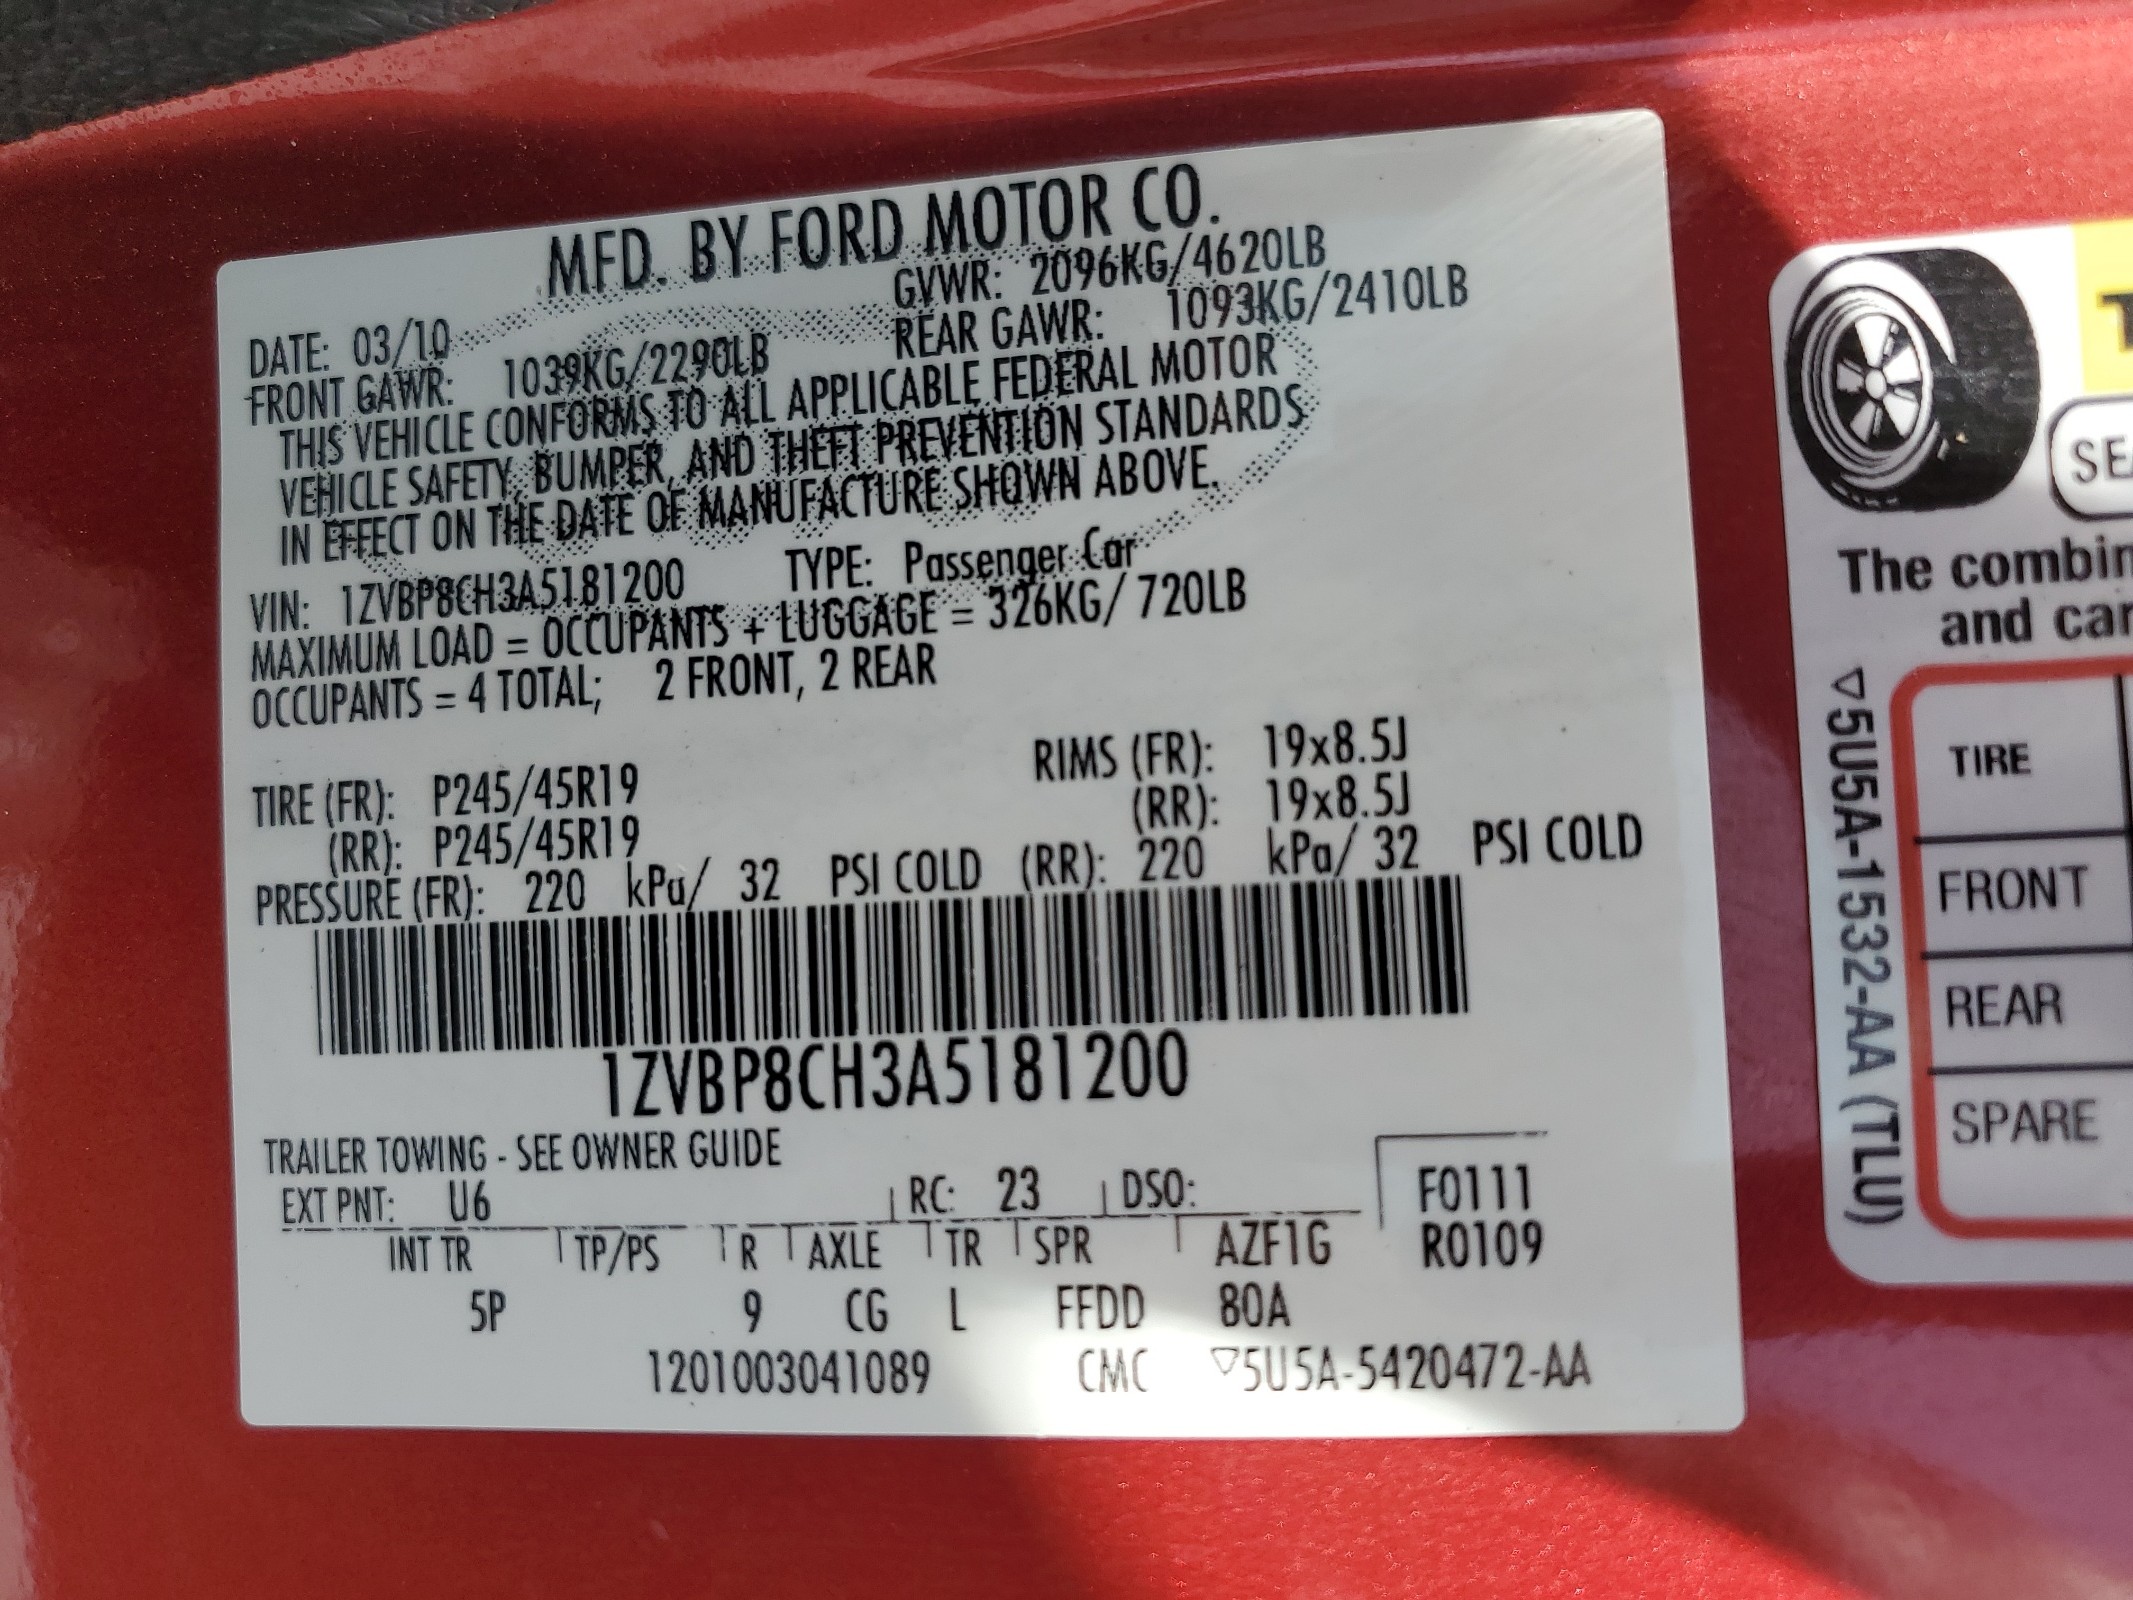 MFD. BY FORD MOTOR CO.
DATE: 03/10 GVWR: 2096KG/4620LB
FRONT GAWR: 1039KG/2290LB REAR GAWR: 1093KG/2410LB
THIS VEHICLE CONFORMS TO ALL APPLICABLE FEDERAL MOTOR
VEHICLE SAFETY, BUMPER, AND THEFT PREVENTION STANDARDS
IN EFFECT ON THE DATE OF MANUFACTURE SHOWN ABOVE.
VIN: 1ZVBP8CH3A5181200 TYPE: Passenger Car
MAXIMUM LOAD = OCCUPANTS + LUGGAGE = 326KG/ 720LB
OCCUPANTS = 4 TOTAL; 2 FRONT, 2 REAR
TIRE (FR): P245/45R19 RIMS (FR): 19x8.5J
(RR): P245/45R19 (RR): 19x8.5J
PRESSURE (FR): 220 kPa/ 32 PSI COLD (RR): 220 kPa/ 32 PSI COLD
1ZVBP8CH3A5181200
TRAILER TOWING - SEE OWNER GUIDE
EXT PNT: U6 RC: 23 DSO: F0111
INT TR TP/PS R AXLE TR SPR AZF1G R0109
5P 9 CG L FFDD 80A
1201003041089 CMC ▽5U5A-5420472-AA
The
and
▽5U5A-1532-AA (TLU)
TIRE
FRONT
REAR
SPARE